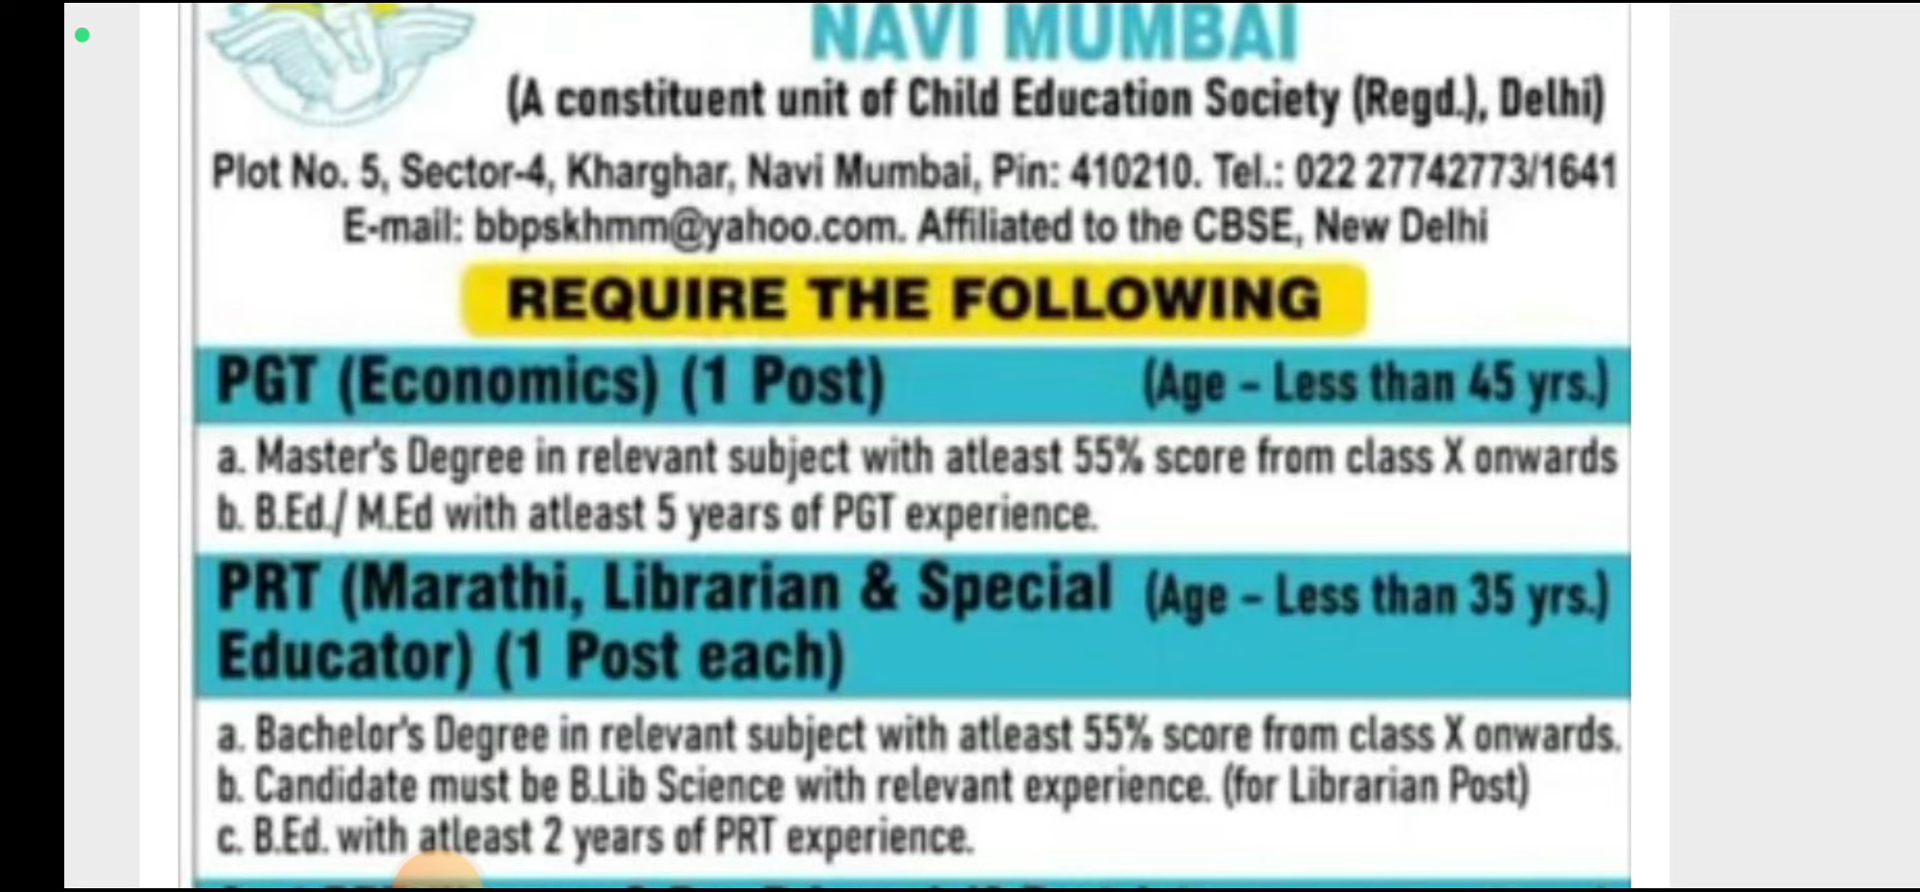 NAVI MUMBAI
(A constituent unit of Child Education Society (Regd.), Delhi)
Plot No. 5, Sector-4, Kharghar, Navi Mumbai, Pin: 410210. Tel.: 022 27742773/1641
E-mail: bbpskhmm@yahoo.com. Affiliated to the CBSE, New Delhi
REQUIRE THE FOLLOWING
PGT (Economics) (1 Post) (Age – Less than 45 yrs.)
a. Master's Degree in relevant subject with atleast 55% score from class X onwards
b. B.Ed./ M.Ed with atleast 5 years of PGT experience.
PRT (Marathi, Librarian & Special (Age – Less than 35 yrs.)
Educator) (1 Post each)
a. Bachelor's Degree in relevant subject with atleast 55% score from class X onwards.
b. Candidate must be B.Lib Science with relevant experience. (for Librarian Post)
c. B.Ed. with atleast 2 years of PRT experience.